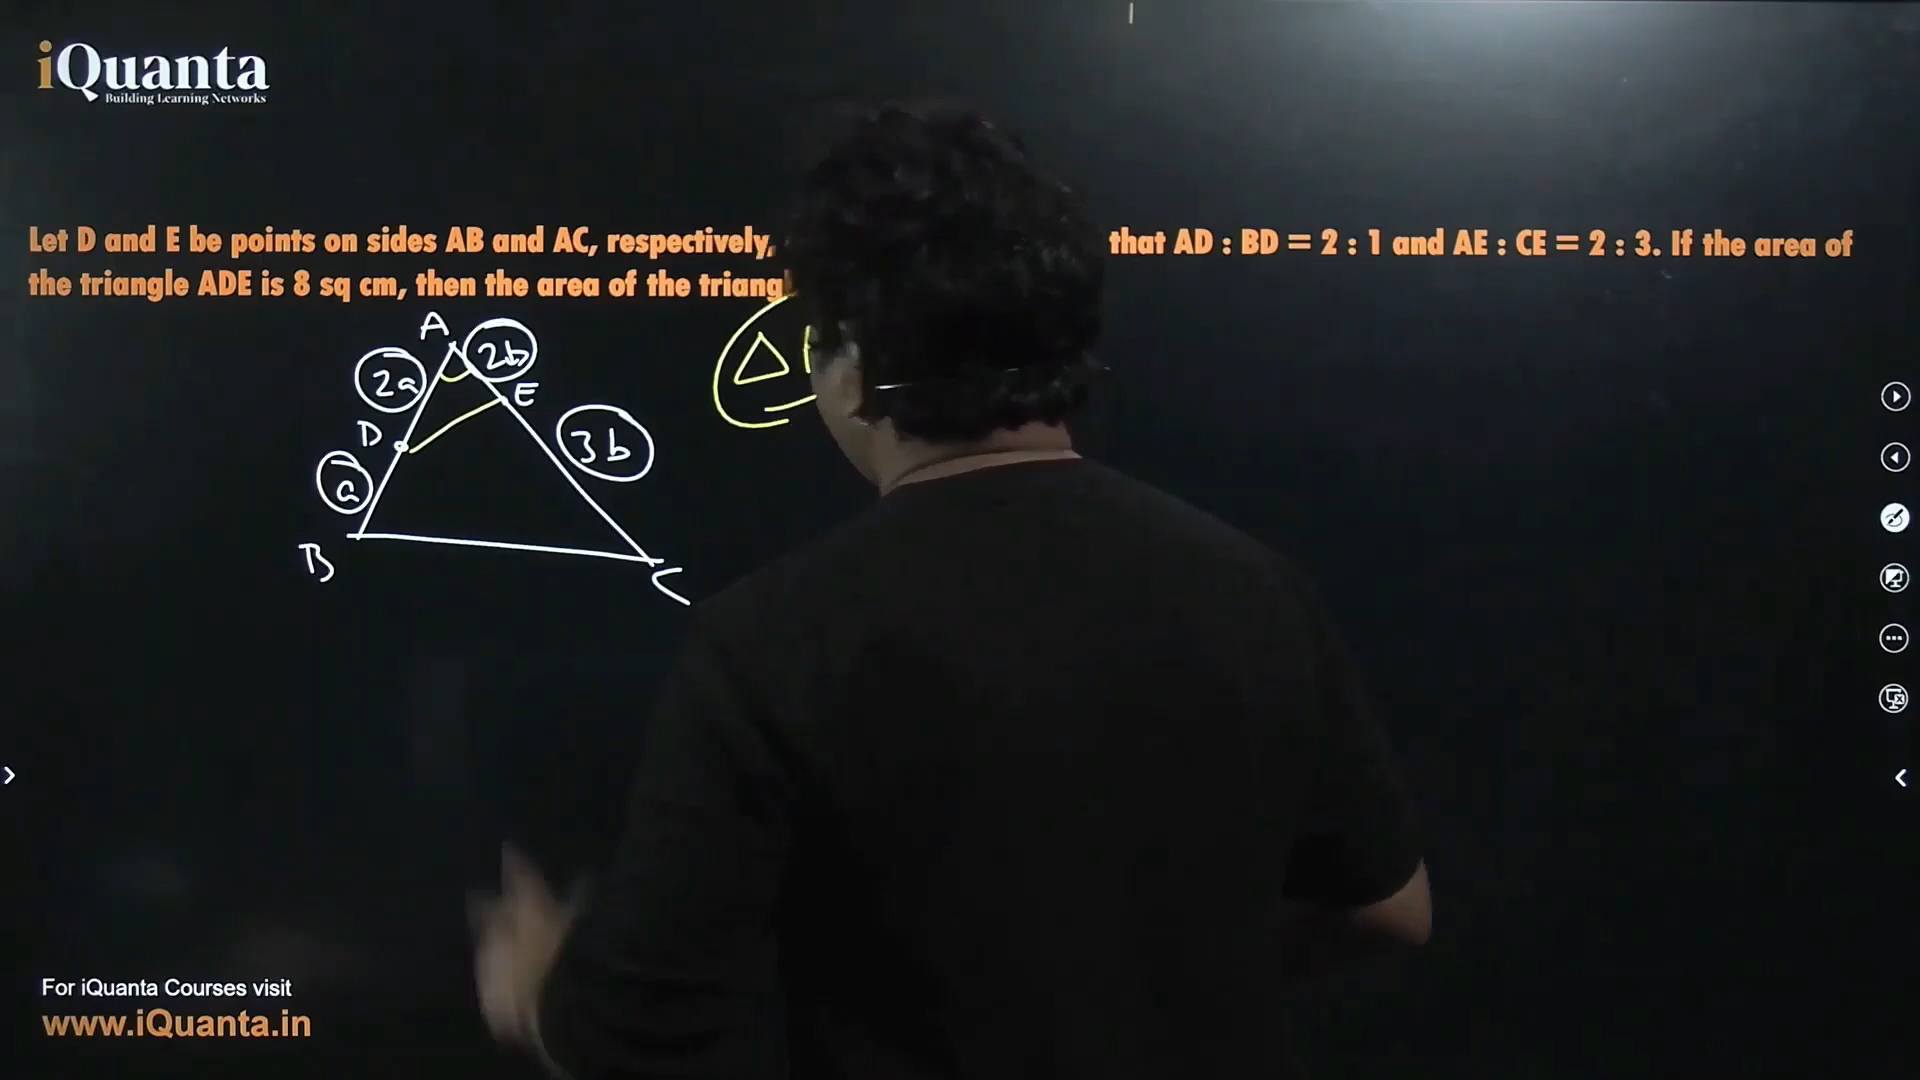 iQuanta
Building Learning Networks
Let D and E be points on sides AB and AC, respectively, that AD : BD = 2 : 1 and AE : CE = 2 : 3. If the area of
the triangle ADE is 8 sq cm, then the area of the
A
2b
2a
E
D
3b
a
B
C
For iQuanta Courses visit
www.iQuanta.in